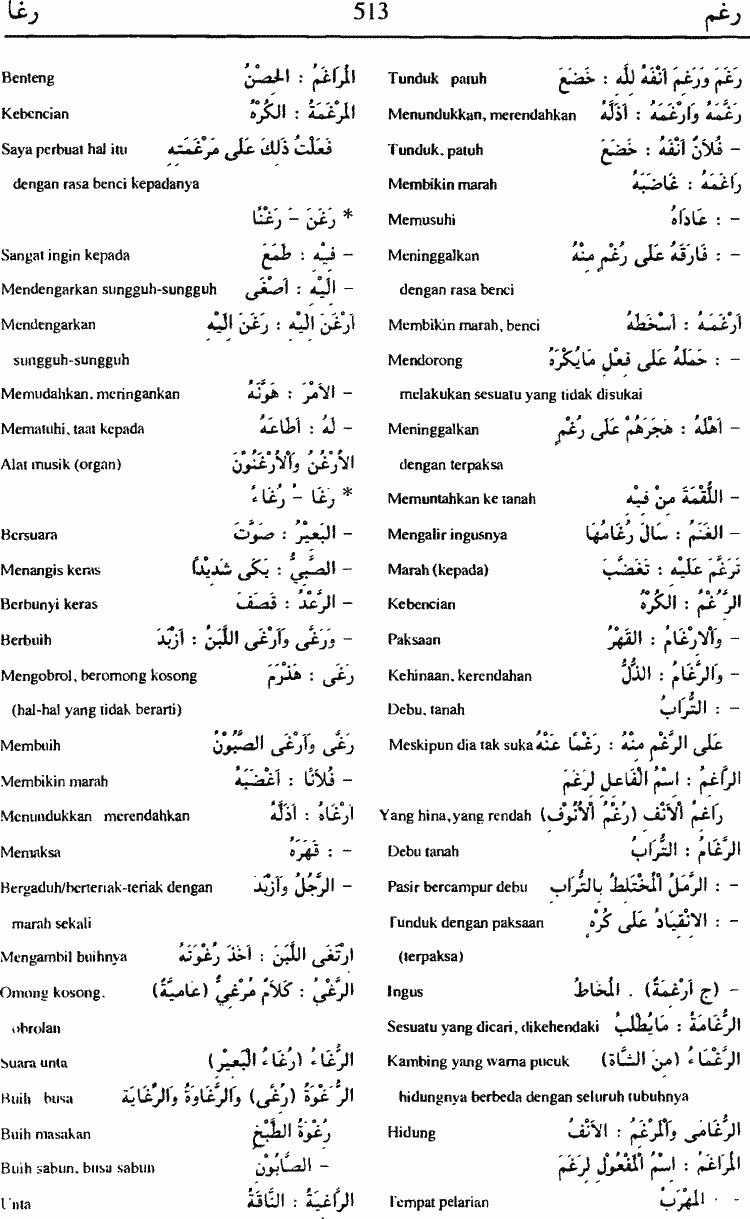 رغم 513 رغا
رَغَمَ وَرَغِمَ اَنْفُهُ لله : خَضَعَ Tunduk patuh
رَغَّمَهُ وَاَرْغَمَهُ : اَذَلَّهُ Menundukkan, merendahkan
- فُلاَنٌ اَنْفَهُ : خَضَعَ Tunduk, patuh
رَاغَمَهُ : غَاضَبَهُ Membikin marah
- : عَادَاهُ Memusuhi
- : فَارَقَهُ عَلَى رُغْمٍ مِنْهُ Meninggalkan
dengan rasa benci
اَرْغَمَهُ : اَسْخَطَهُ Membikin marah, benci
- : حَمَلَهُ عَلَى فِعْلِ مَايَكْرَهُ Mendorong
melakukan sesuatu yang tidak disukai
- اَهْلَهُ : هَجَرَهُمْ عَلَى رُغْمٍ Meninggalkan
dengan terpaksa
- اللُّقْمَةَ مِنْ فِيْهِ Memuntahkan ke tanah
- الغَنَمُ : سَالَ رُغَامُهَا Mengalir ingusnya
تَرَغَّمَ عَلَيْهِ : تَغَضَّبَ Marah (kepada)
الرَُِّغْمُ : الكُرْهُ Kebencian
- وَاْلاِرْغَامُ : القَهْرُ Paksaan
- وَالرَّغَامُ : الذُّلُّ Kehinaan, kerendahan
- : التُّرَابُ Debu, tanah
عَلَى الرَّغْمِ مِنْهُ : رَغْمًا عَنْهُ Meskipun dia tak suka
الرَّاغِمُ : اسْمُ الْفَاعِلِ لِرَغِمَ
رَاغِمُ اْلاَنْفِ (رُغْمُ اْلاُنُوْفِ) Yang hina, yang rendah
الرَّغَامُ : التُّرَابُ Debu tanah
- : الرَّمْلُ الْمُخْتَلِطُ بِالتُّرَابِ Pasir bercampur debu
- : الاِنْقِيَادُ عَلَى كُرْهٍ Tunduk dengan paksaan
(terpaksa)
- (ج اَرْغِمَةٌ) . المُخَاطُ Ingus
الرُّغَامَةُ : مَايُطْلَبُ Sesuatu yang dicari, dikehendaki
الرَّغْمَاءُ (مِنَ الشَّاةِ) Kambing yang warna pucuk
hidungnya berbeda dengan seluruh tubuhnya
الرُّغَامَى وَالْمَرْغَمُ : الاَنْفُ Hidung
المُرَاغَمُ : اسْمُ الْمَفْعُوْلِ لِرَغِمَ
- . المَهْرَبُ Tempat pelarian
المُرَاغَمُ : الحِصْنُ Benteng
المَرْغَمَةُ : الكُرْهُ Kebencian
فَعَلْتُ ذَلِكَ عَلَى مَرْغَمَتِهِ Saya perbuat hal itu
dengan rasa benci kepadanya
* رَغَنَ - رَغْنًا
- فِيْهِ : طَمَعَ Sangat ingin kepada
- اِلَيْهِ : اَصْغَى Mendengarkan sungguh-sungguh
اَرْغَنَ اِلَيْهِ : رَغَنَ اِلَيْهِ Mendengarkan
sungguh-sungguh
- الاَمْرَ : هَوَّنَهُ Memudahkan, meringankan
- لَهُ : اَطَاعَهُ Mematuhi, taat kepada
الاُرْغُنُ وَاْلاُرْغَنُوْنُ Alat musik (organ)
* رَغَا - رُغَاءً
- البَعِيْرُ : صَوَّتَ Bersuara
- الصَّبِيُّ : بَكَى شَدِيْدًا Menangis keras
- الرَّعْدُ : قَصَفَ Berbunyi keras
- وَرَغَّى وَاَرْغَى اللَّبَنُ : اَزْبَدَ Berbuih
رَغَى : هَذْرَمَ Mengobrol, beromong kosong
(hal-hal yang tidak berarti)
رَغَّى وَاَرْغَى الصَّبُوْنُ Membuih
- فُلاَنًا : اَغْضَبَهُ Membikin marah
اَرْغَاهُ : اَذَلَّهُ Menundukkan merendahkan
- : قَهَرَهُ Memaksa
- الرَّجُلُ وَاَزْبَدَ Bergaduh/berteriak-teriak dengan
marah sekali
ارْتَغَى اللَّبَنَ : اَخَذَ رُغْوَتَهُ Mengambil buihnya
الرَّغْيُ : كَلاَمٌ مَرْغِيٌّ (عَامِيَّةٌ) Omong kosong,
obrolan
الرُّغَاءُ (رُغَاءُ الْبَعِيْرِ) Suara unta
الرَُِّغْوَةُ (رُغَى) وَالرَُِّغَاوَةُ وَالرُّغَايَةُ Buih busa
رُغْوَةُ الطَّبْخِ Buih masakan
- الصَّابُوْنِ Buih sabun, busa sabun
الرَّاغِيَةُ : النَّاقَةُ Unta